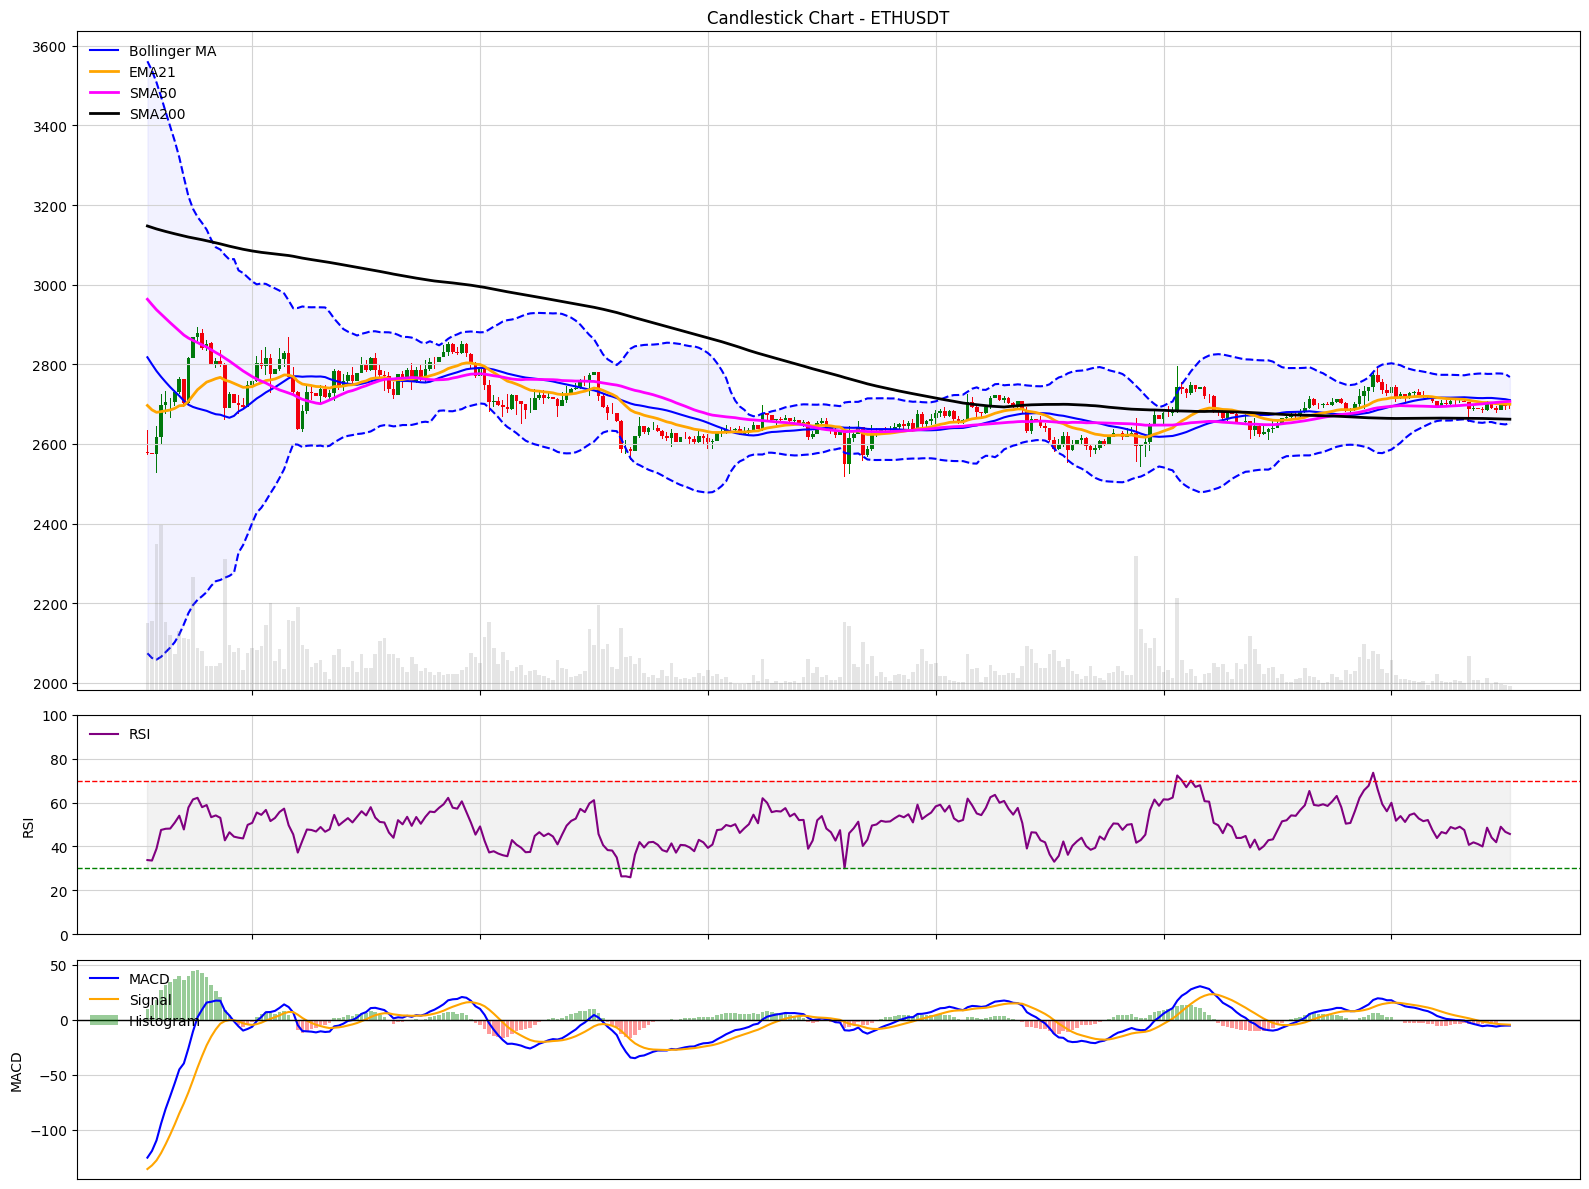 Candlestick Chart - ETHUSDT
3600
3400
3200
3000
2800
2600
2400
2200
2000
Bollinger MA
EMA21
SMA50
SMA200
100
80
60
40
20
0
RSI
RSI
50
0
−50
−100
MACD
MACD
Signal
Histogram